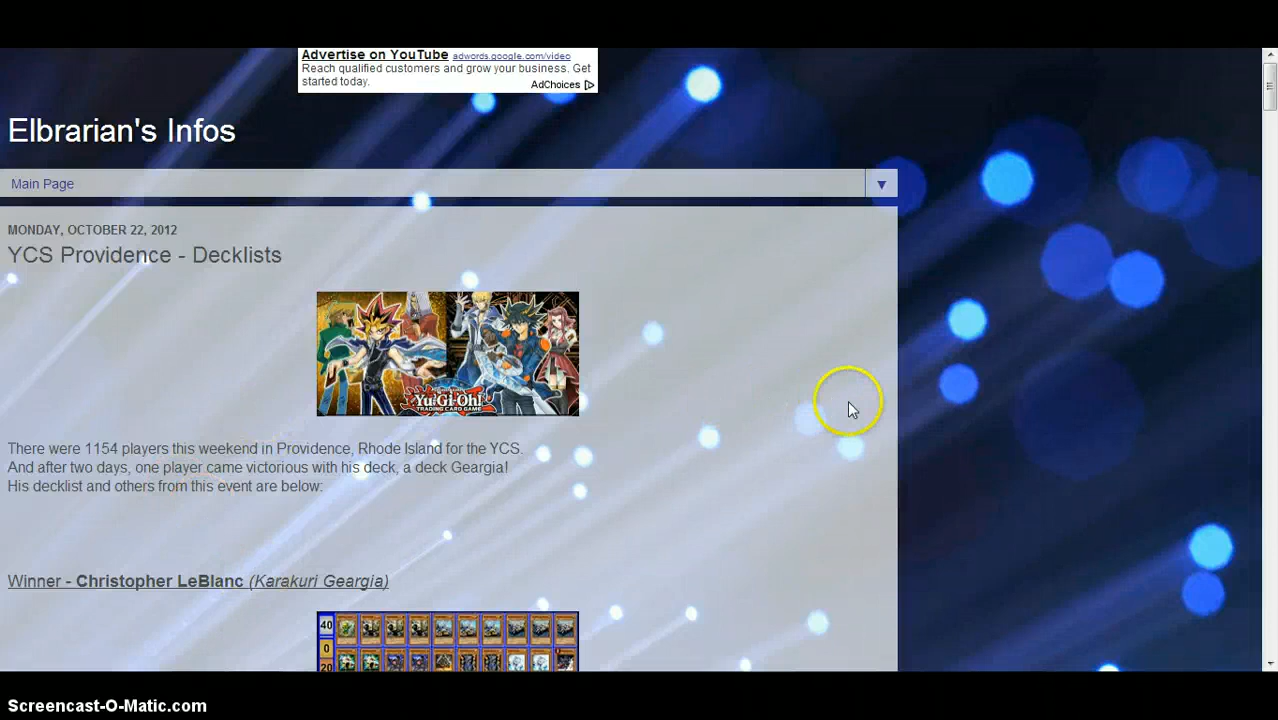 Advertise on YouTube adwords.google.com/video
Reach qualified customers and grow your business. Get
started today.
AdChoices
Elbrarian's Infos
Main Page
MONDAY, OCTOBER 22, 2012
YCS Providence - Decklists
Yu-Gi-Oh!
TRADING CARD GAME
There were 1154 players this weekend in Providence, Rhode Island for the YCS.
And after two days, one player came victorious with his deck, a deck Geargia!
His decklist and others from this event are below:
Winner - Christopher LeBlanc (Karakuri Geargia)
40
0
20
Screencast-O-Matic.com